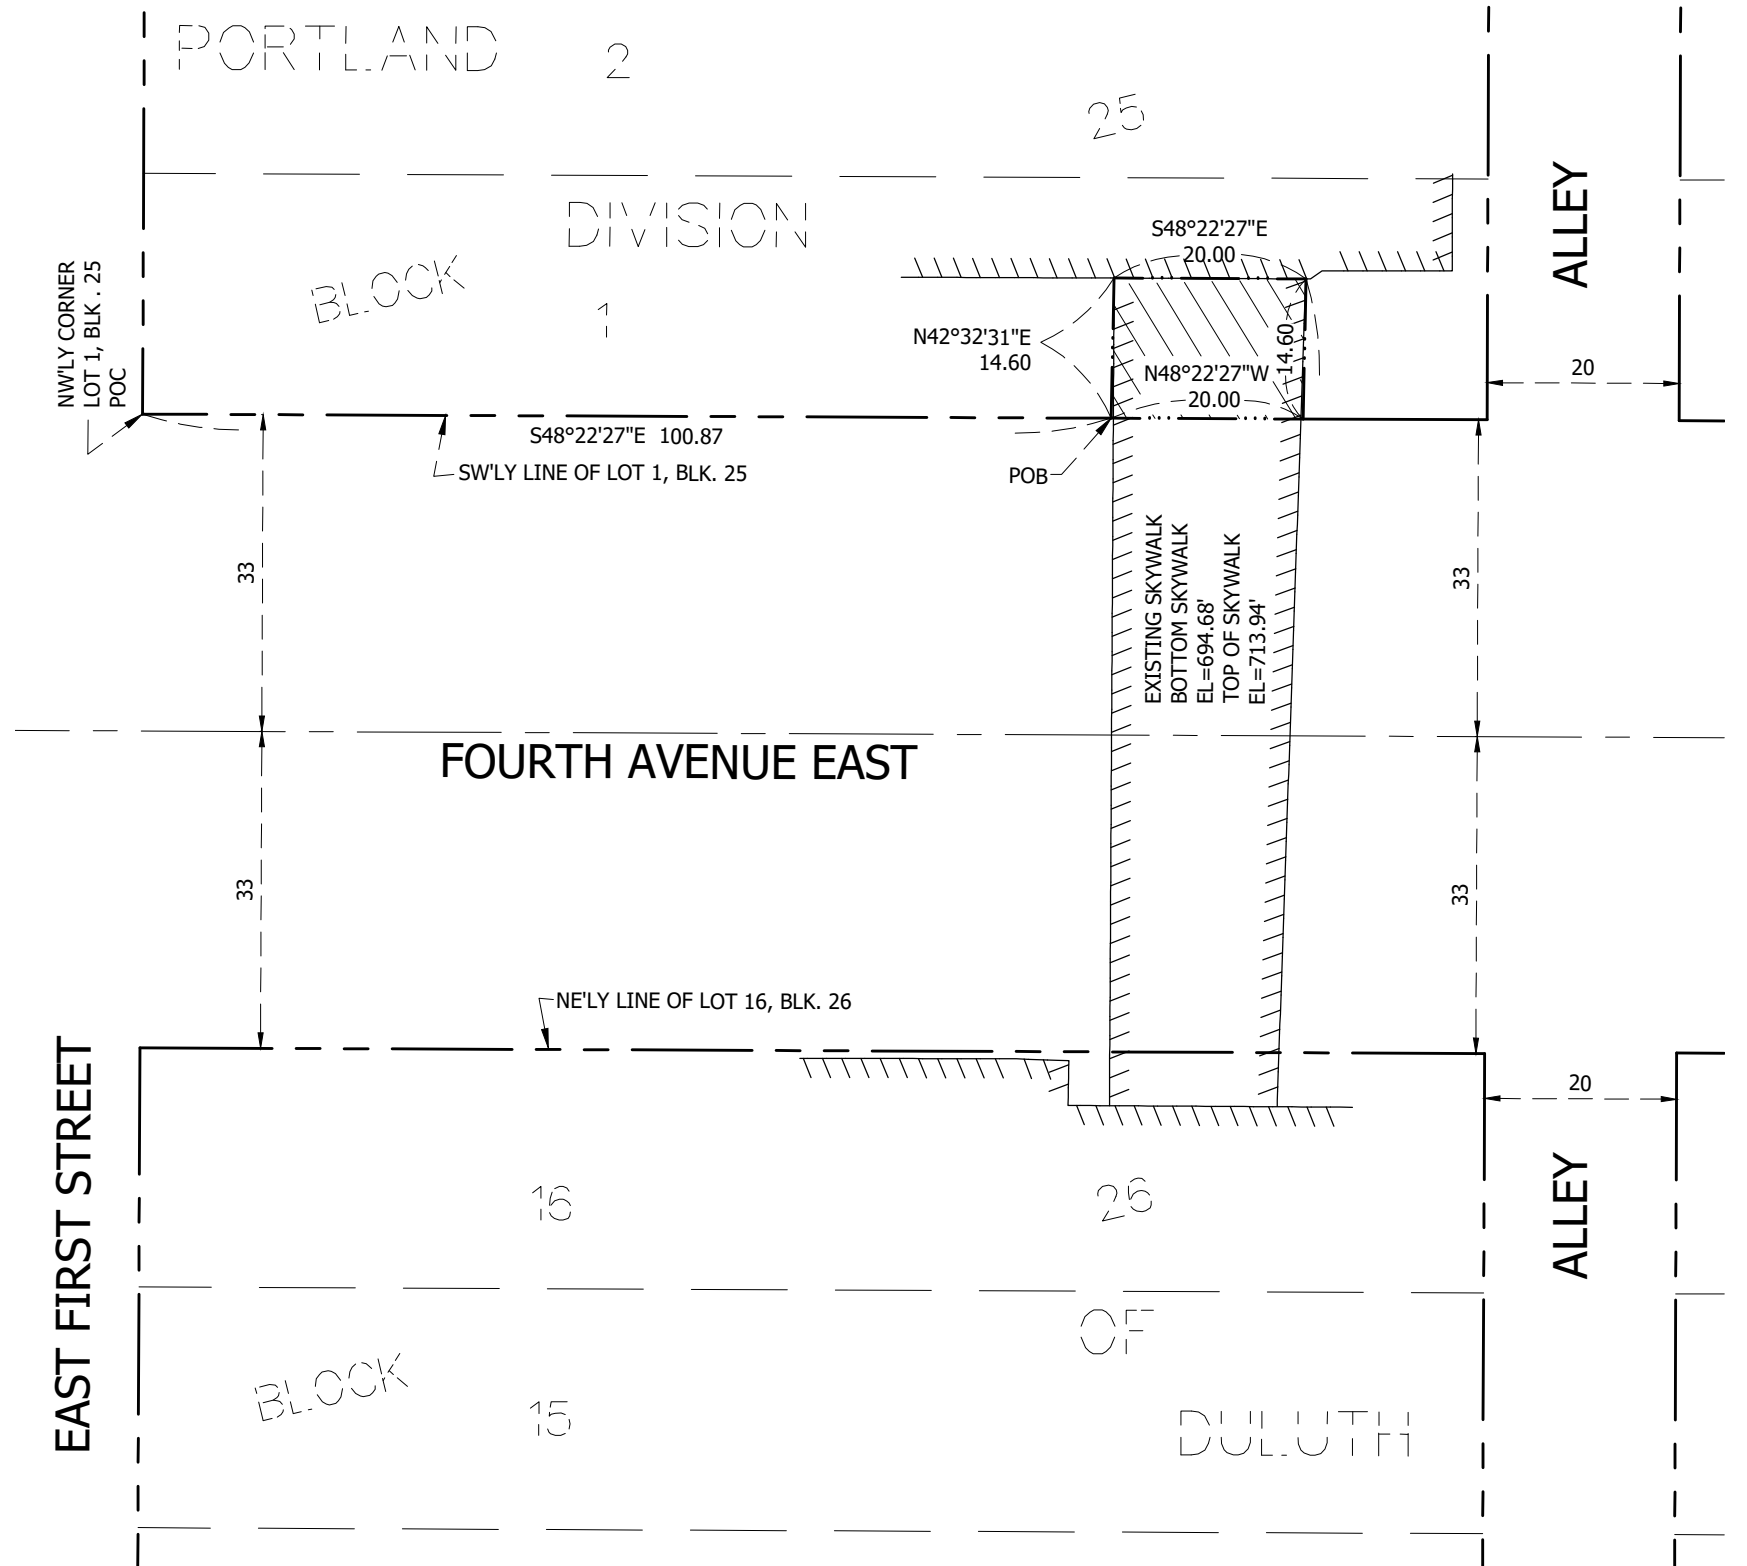 PORTLAND
2
25
DIVISION
BLOCK
1
ALLEY
S48°22'27"E
20.00
N42°32'31"E
14.60
14.60
N48°22'27"W
20.00
20
NW'LY CORNER
LOT 1, BLK . 25
POC
S48°22'27"E 100.87
SW'LY LINE OF LOT 1, BLK. 25
POB
EXISTING SKYWALK
BOTTOM SKYWALK
EL=694.68'
TOP OF SKYWALK
EL=713.94'
33
33
FOURTH AVENUE EAST
33
33
NE'LY LINE OF LOT 16, BLK. 26
EAST FIRST STREET
20
ALLEY
16
26
OF
BLOCK
15
DULUTH